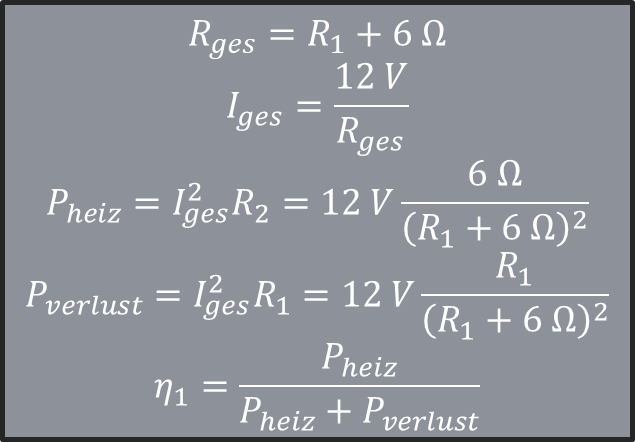 R_ges = R_1 + 6 Ω
I_ges = 12 V / R_ges
P_heiz = I_ges^2 R_2 = 12 V 6 Ω / (R_1 + 6 Ω)^2
P_verlust = I_ges^2 R_1 = 12 V R_1 / (R_1 + 6 Ω)^2
η_1 = P_heiz / P_heiz + P_verlust